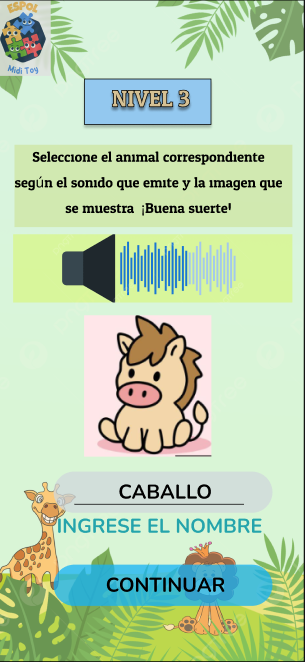 ESPOL
Midi Toy
NIVEL 3
Seleccione el animal correspondiente
según el sonido que emite y la imagen que
se muestra ¡Buena suerte!
CABALLO
INGRESE EL NOMBRE
CONTINUAR